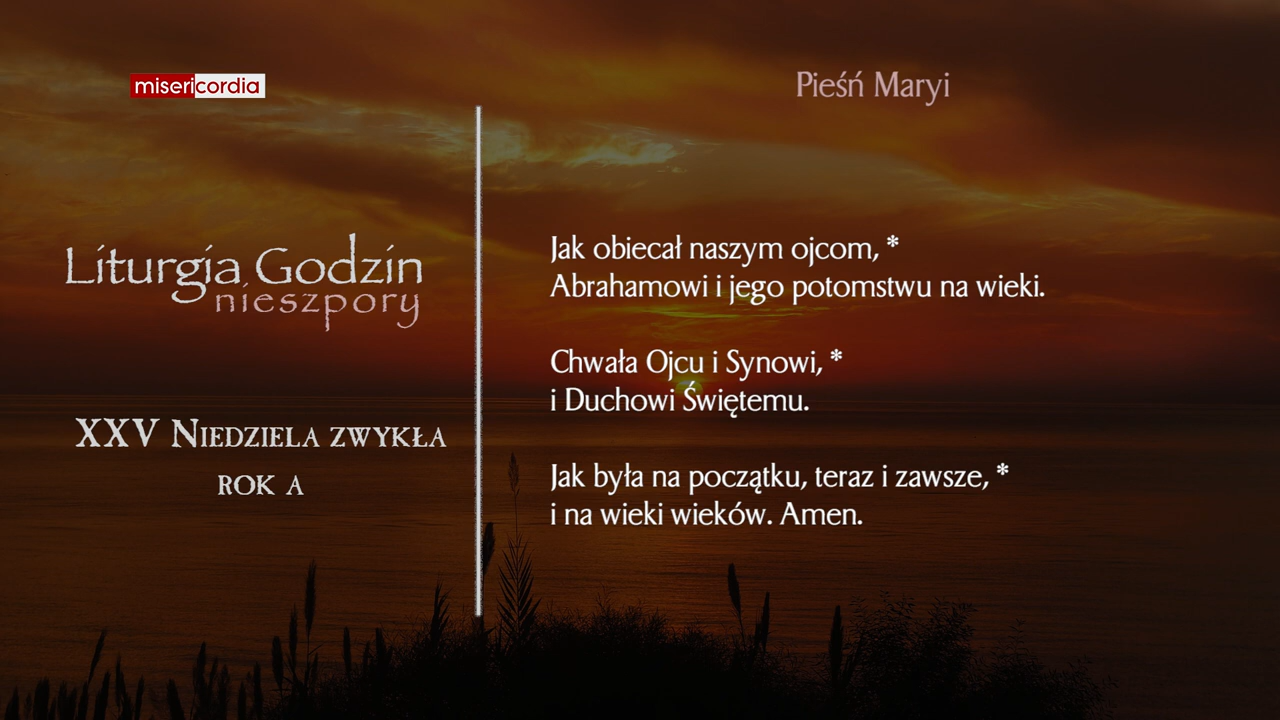 misericordia
Liturgia Godzin
nieszpory
XXV Niedziela zwykła
rok A
Pieśń Maryi
Jak obiecał naszym ojcom, *
Abrahamowi i jego potomstwu na wieki.
Chwała Ojcu i Synowi, *
i Duchowi Świętemu.
Jak była na początku, teraz i zawsze, *
i na wieki wieków. Amen.